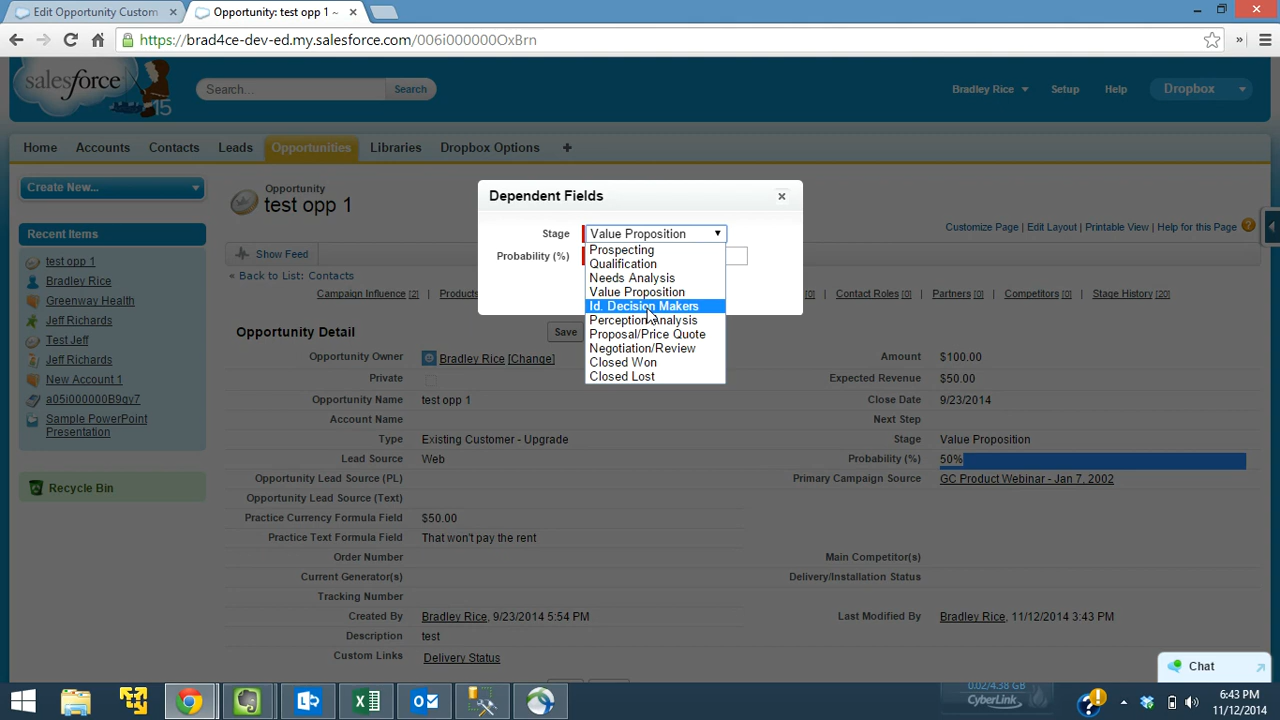 Edit Opportunity Custom
Opportunity: test opp 1 ~
https://brad4ce-dev-ed.my.salesforce.com/006i000000OxBrn
salesforce
15
Search...
Search
Bradley Rice
Setup
Help
Dropbox
Home
Accounts
Contacts
Leads
Opportunities
Libraries
Dropbox Options
Create New...
Recent Items
test opp 1
Bradley Rice
Greenway Health
Jeff Richards
Test Jeff
Jeff Richards
New Account 1
a05i000000B9qv7
Sample PowerPoint
Presentation
Recycle Bin
Opportunity
test opp 1
Customize Page | Edit Layout | Printable View | Help for this Page
Show Feed
« Back to List: Contacts
Campaign Influence [2]
Products
[0]
Contact Roles [0]
Partners [0]
Competitors [0]
Stage History [20]
Dependent Fields
Stage
Value Proposition
Probability (%)
Prospecting
Qualification
Needs Analysis
Value Proposition
Id. Decision Makers
Perception Analysis
Proposal/Price Quote
Negotiation/Review
Closed Won
Closed Lost
Opportunity Detail
Save
Opportunity Owner Bradley Rice [Change]
Private
Opportunity Name test opp 1
Account Name
Type Existing Customer - Upgrade
Lead Source Web
Opportunity Lead Source (PL)
Opportunity Lead Source (Text)
Practice Currency Formula Field $50.00
Practice Text Formula Field That won't pay the rent
Order Number
Current Generator(s)
Tracking Number
Created By Bradley Rice, 9/23/2014 5:54 PM
Description test
Custom Links Delivery Status
Amount $100.00
Expected Revenue $50.00
Close Date 9/23/2014
Next Step
Stage Value Proposition
Probability (%) 50%
Primary Campaign Source GC Product Webinar - Jan 7, 2002
Main Competitor(s)
Delivery/Installation Status
Last Modified By Bradley Rice, 11/12/2014 3:43 PM
Chat
0.02/4.38 GB
CyberLink
6:43 PM
11/12/2014